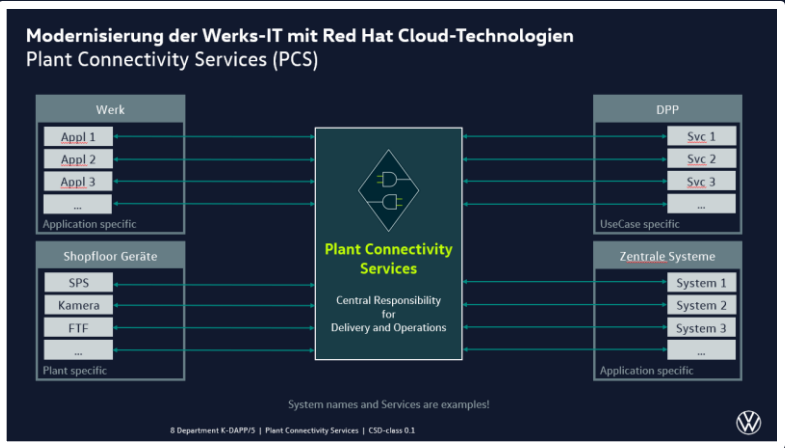 Modernisierung der Werks-IT mit Red Hat Cloud-Technologien
Plant Connectivity Services (PCS)
Werk
Appl 1
Appl 2
Appl 3
...
Application specific
Shopfloor Geräte
SPS
Kamera
FTF
...
Plant specific
Plant Connectivity
Services
Central Responsibility
for
Delivery and Operations
DPP
Svc 1
Svc 2
Svc 3
...
UseCase specific
Zentrale Systeme
System 1
System 2
System 3
...
Application specific
System names and Services are examples!
8 Department K-DAPP/5 | Plant Connectivity Services | CSD-class 0.1